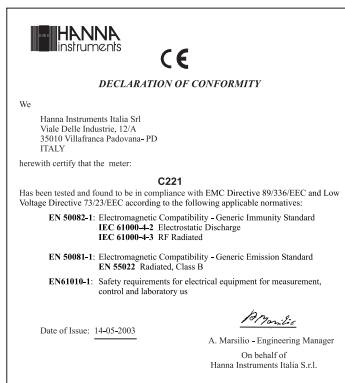 HANNA
instruments
CE
DECLARATION OF CONFORMITY
We
Hanna Instruments Italia Srl
Viale Delle Industrie, 12/A
35010 Villafranca Padovana- PD
ITALY
herewith certify that the meter:
C221
Has been tested and found to be in compliance with EMC Directive 89/336/EEC and Low
Voltage Directive 73/23/EEC according to the following applicable normatives:
EN 50082-1: Electromagnetic Compatibility - Generic Immunity Standard
IEC 61000-4-2 Electrostatic Discharge
IEC 61000-4-3 RF Radiated
EN 50081-1: Electromagnetic Compatibility - Generic Emission Standard
EN 55022 Radiated, Class B
EN61010-1: Safety requirements for electrical equipment for measurement,
control and laboratory us
Date of Issue: 14-05-2003
A.Marsilio
A. Marsilio - Engineering Manager
On behalf of
Hanna Instruments Italia S.r.l.